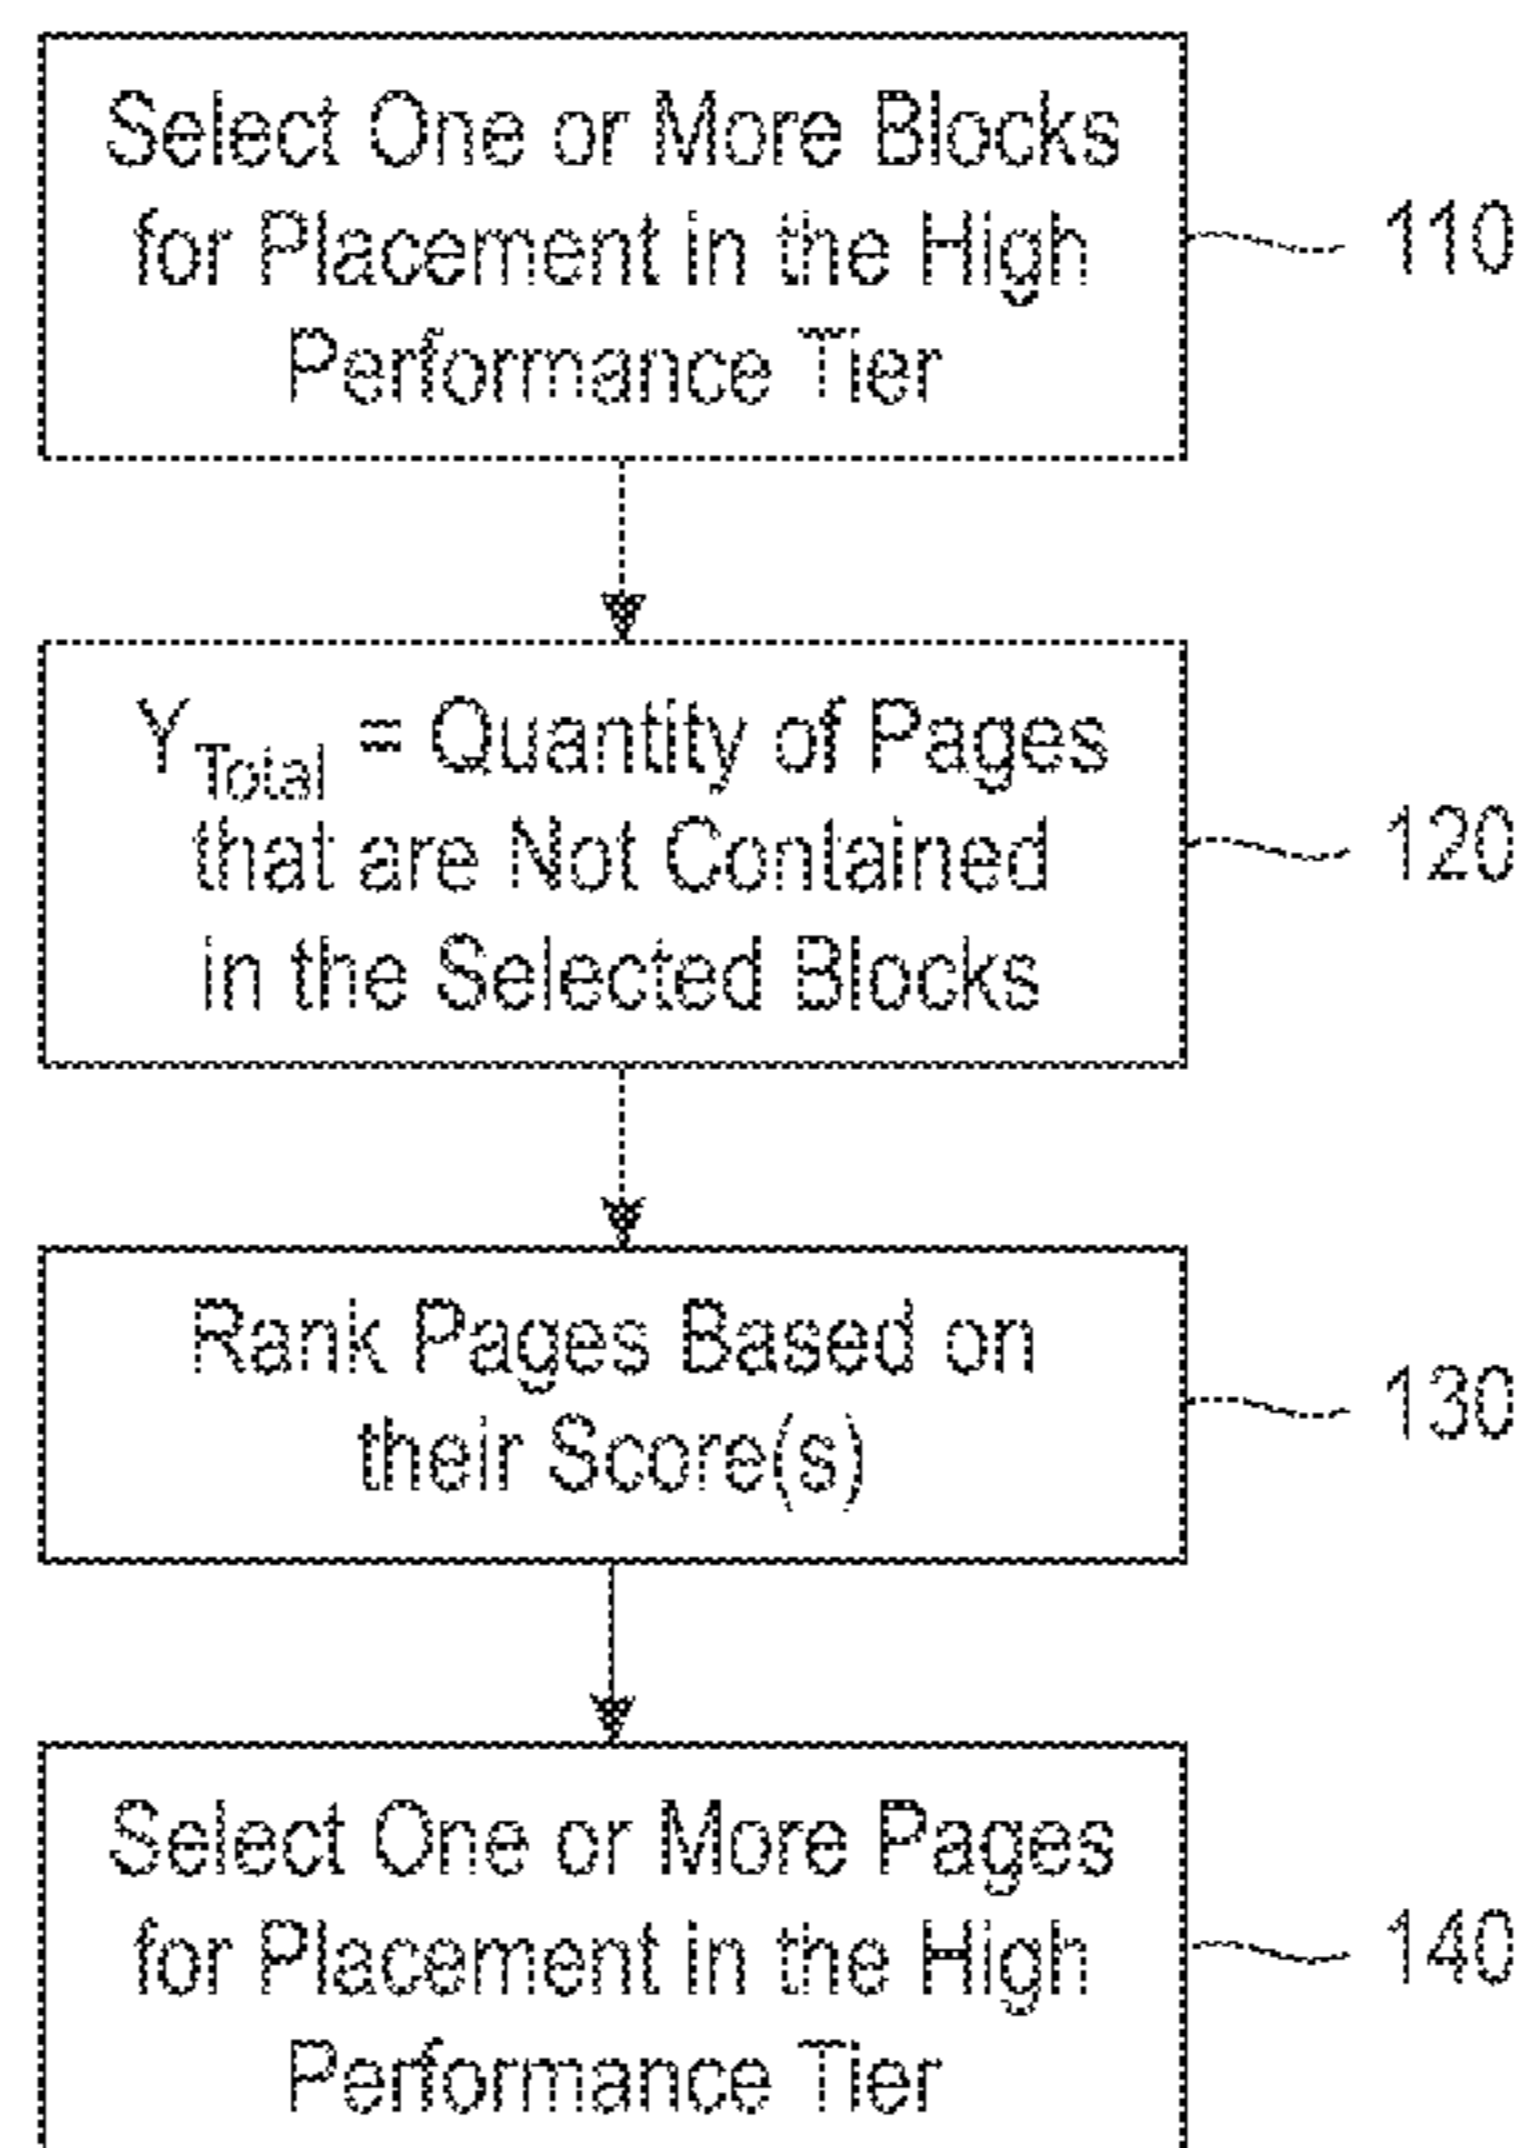 Select One or More Blocks
for Placement in the High
Performance Tier
110
Y Total = Quantity of Pages
that are Not Contained
in the Selected Blocks
120
Rank Pages Based on
their Score(s)
130
Select One or More Pages
for Placement in the High
Performance Tier
140